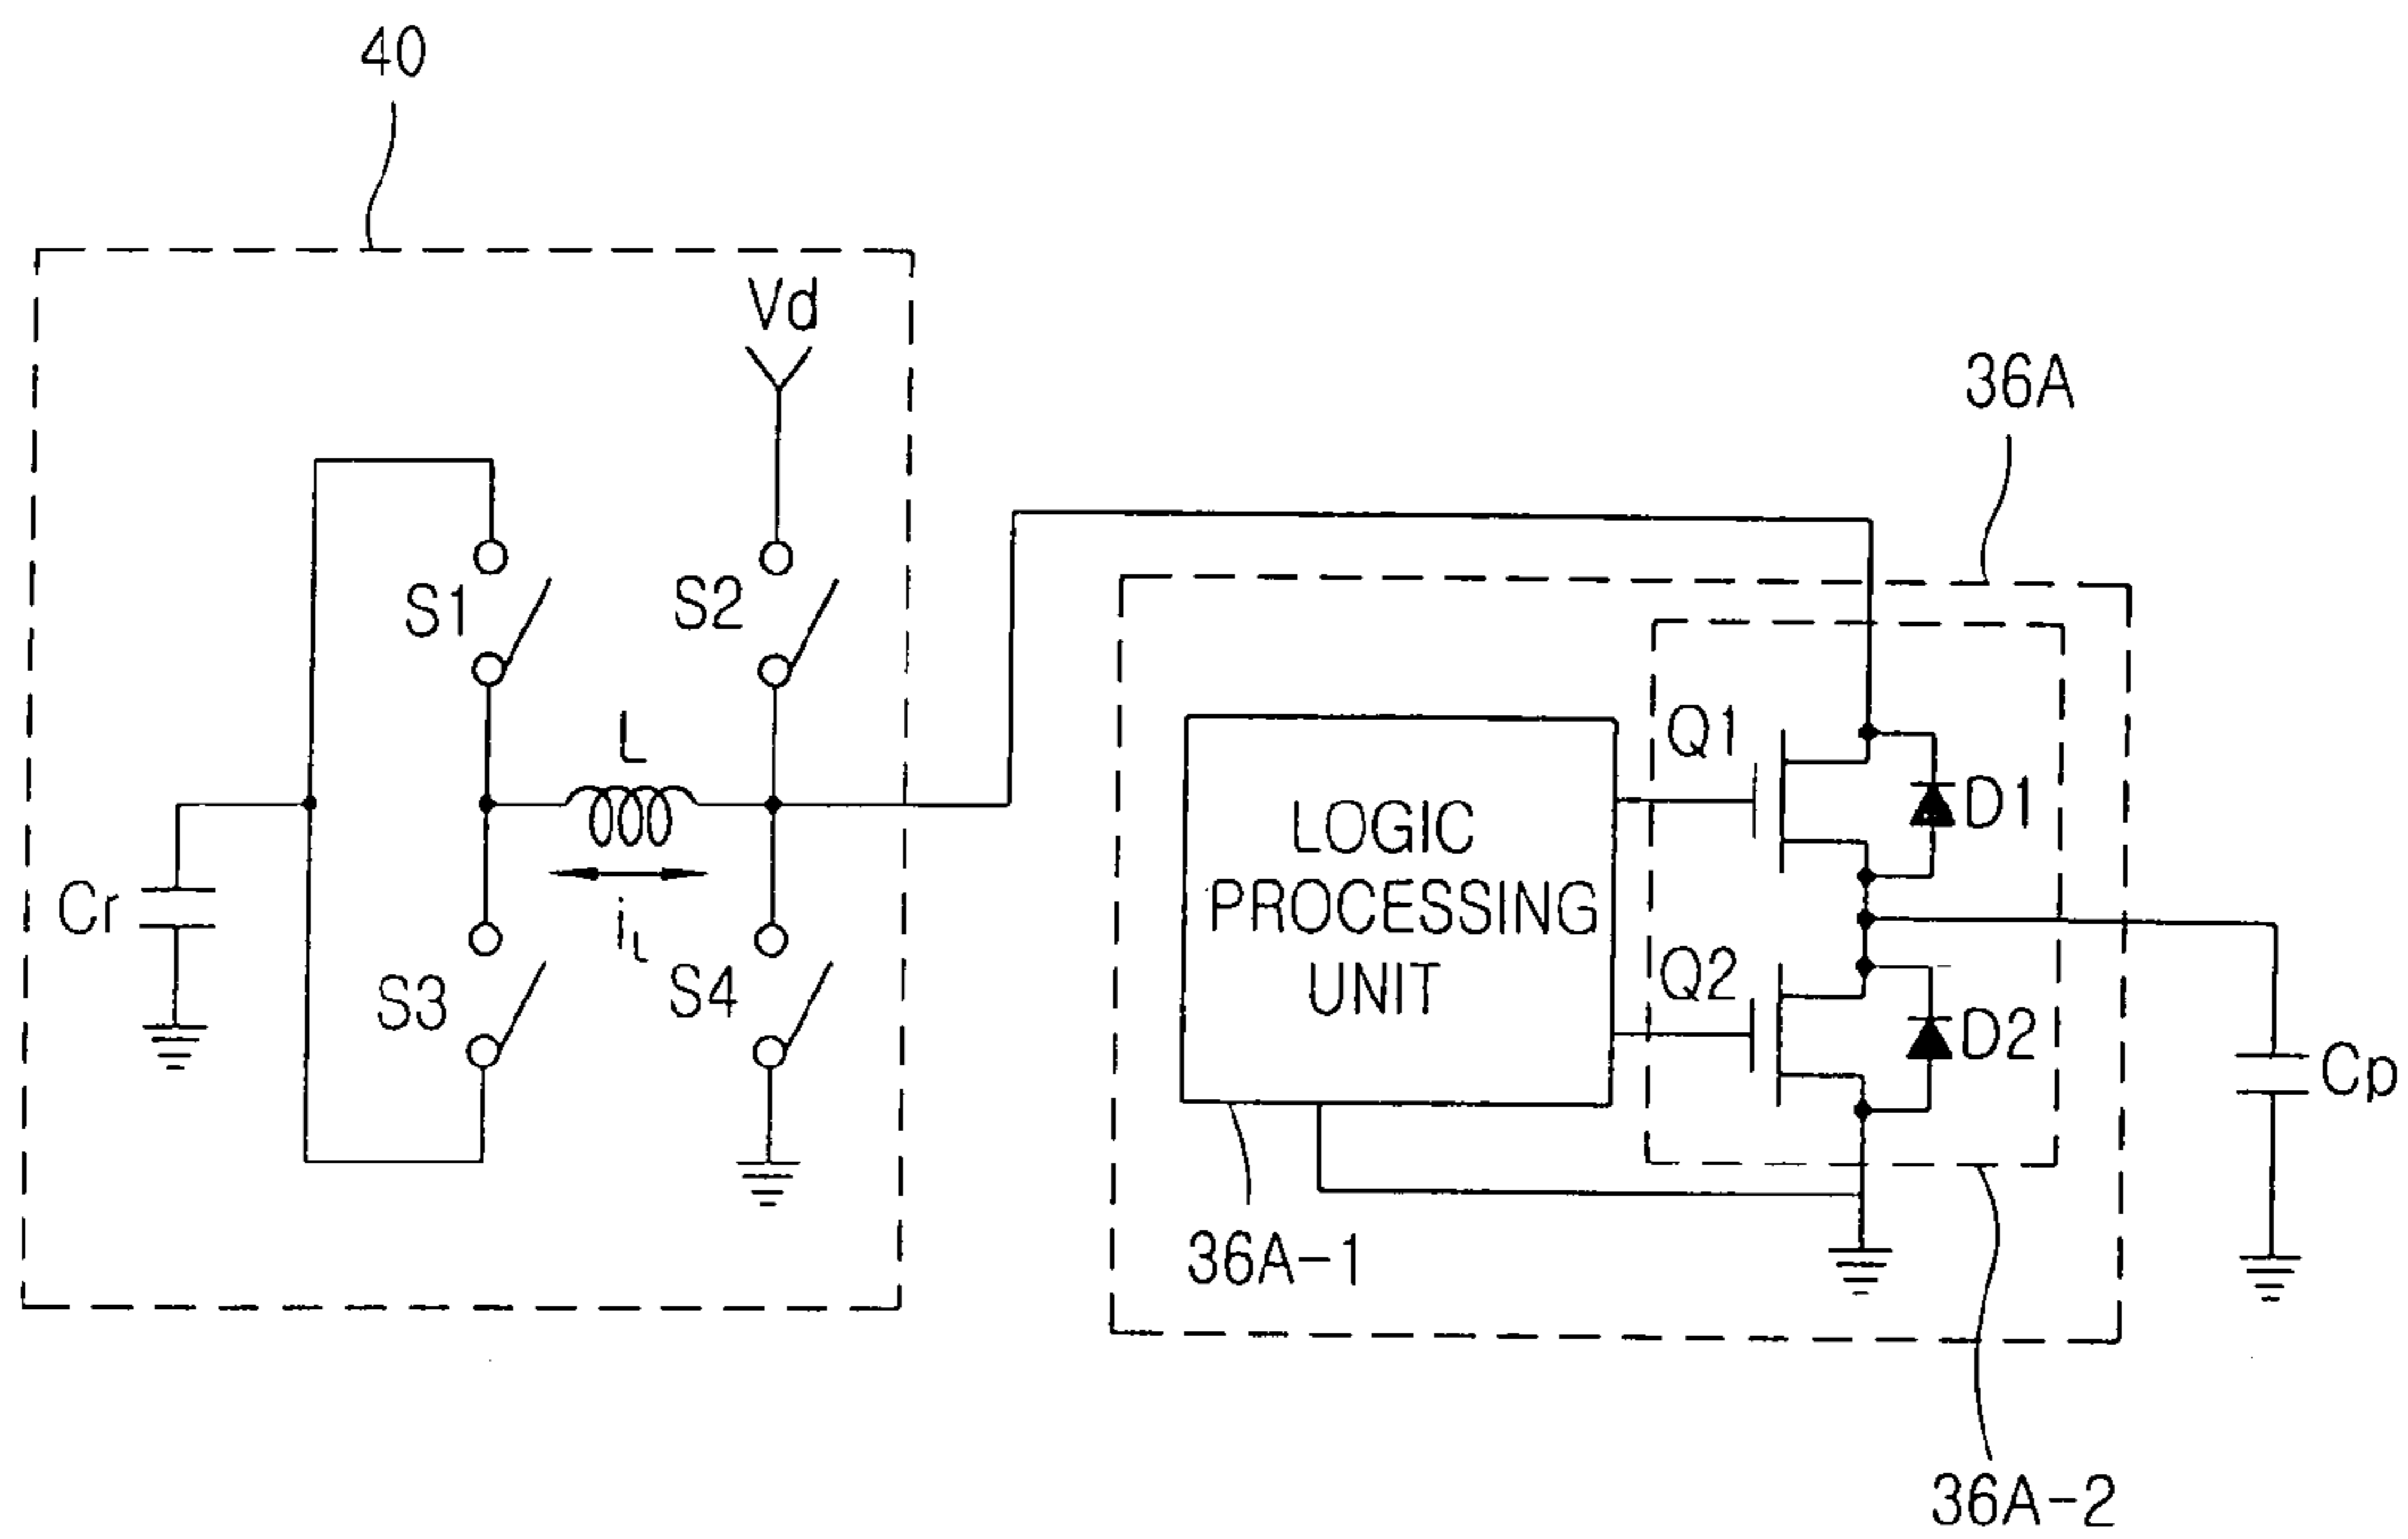 40
Vd
36A
S1
S2
Q1
L
D1
LOGIC
PROCESSING
UNIT
Cr
iL
S3
S4
Q2
D2
Cp
36A-1
36A-2